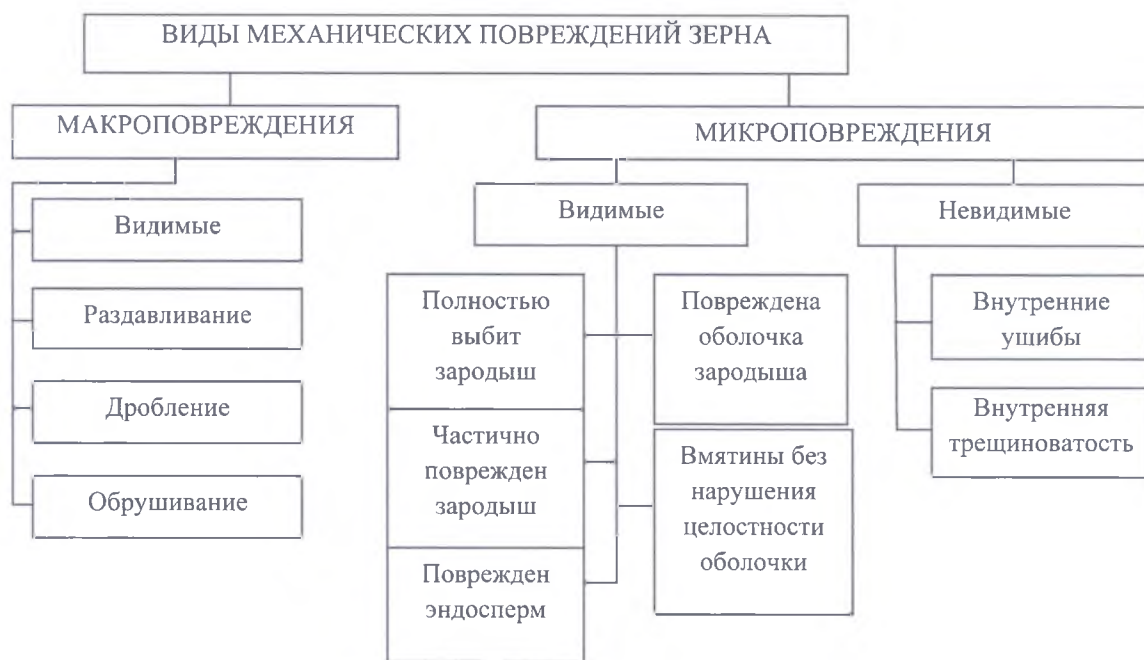 ВИДЫ МЕХАНИЧЕСКИХ ПОВРЕЖДЕНИЙ ЗЕРНА
МАКРОПОВРЕЖДЕНИЯ
Видимые
Раздавливание
Дробление
Обрушивание
МИКРОПОВРЕЖДЕНИЯ
Видимые
Полностью
выбит
зародыш
Частично
поврежден
зародыш
Поврежден
эндосперм
Повреждена
оболочка
зародыша
Вмятины без
нарушения
целостности
оболочки
Невидимые
Внутренние
ушибы
Внутренняя
трещиноватость